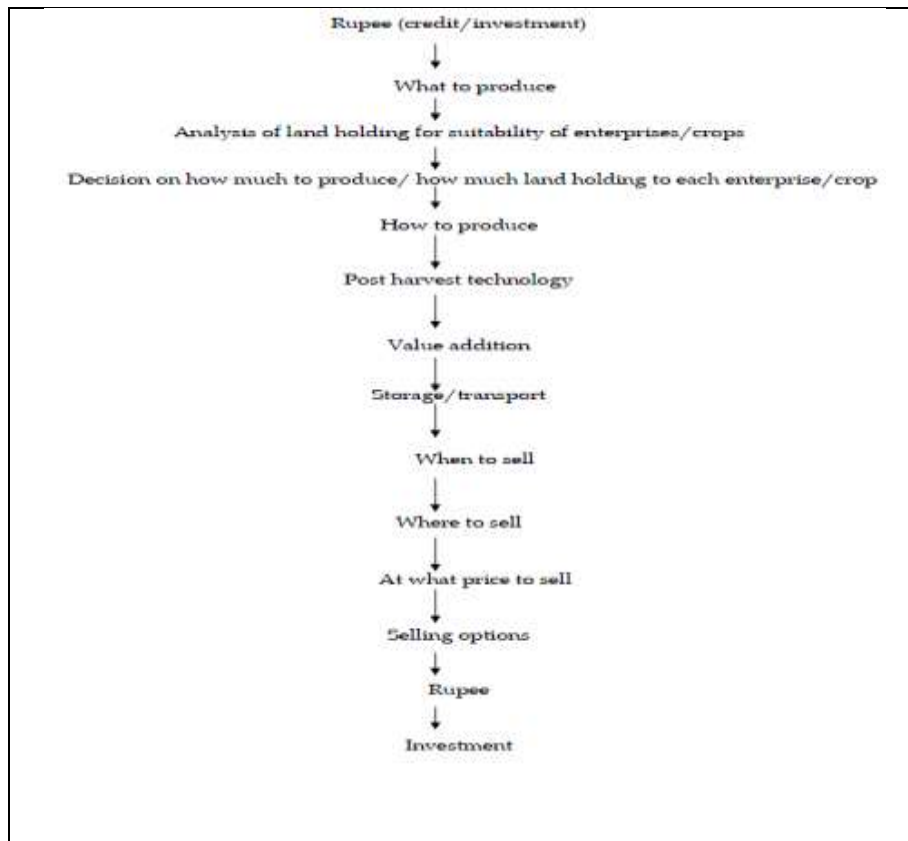 Rupee (credit/investment)
What to produce
Analysis of land holding for suitability of enterprises/crops
Decision on how much to produce/ how much land holding to each enterprise/crop
How to produce
Post harvest technology
Value addition
Storage/transport
When to sell
Where to sell
At what price to sell
Selling options
Rupee
Investment